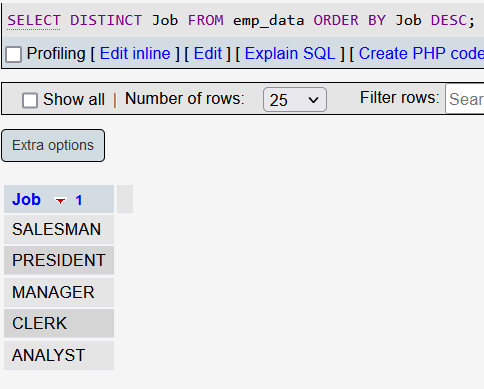 SELECT DISTINCT Job FROM emp_data ORDER BY Job DESC;
Profiling [ Edit inline ] [ Edit ] [ Explain SQL ] [ Create PHP code
Show all | Number of rows: 25 Filter rows: Sear
Extra options
Job 1
SALESMAN
PRESIDENT
MANAGER
CLERK
ANALYST